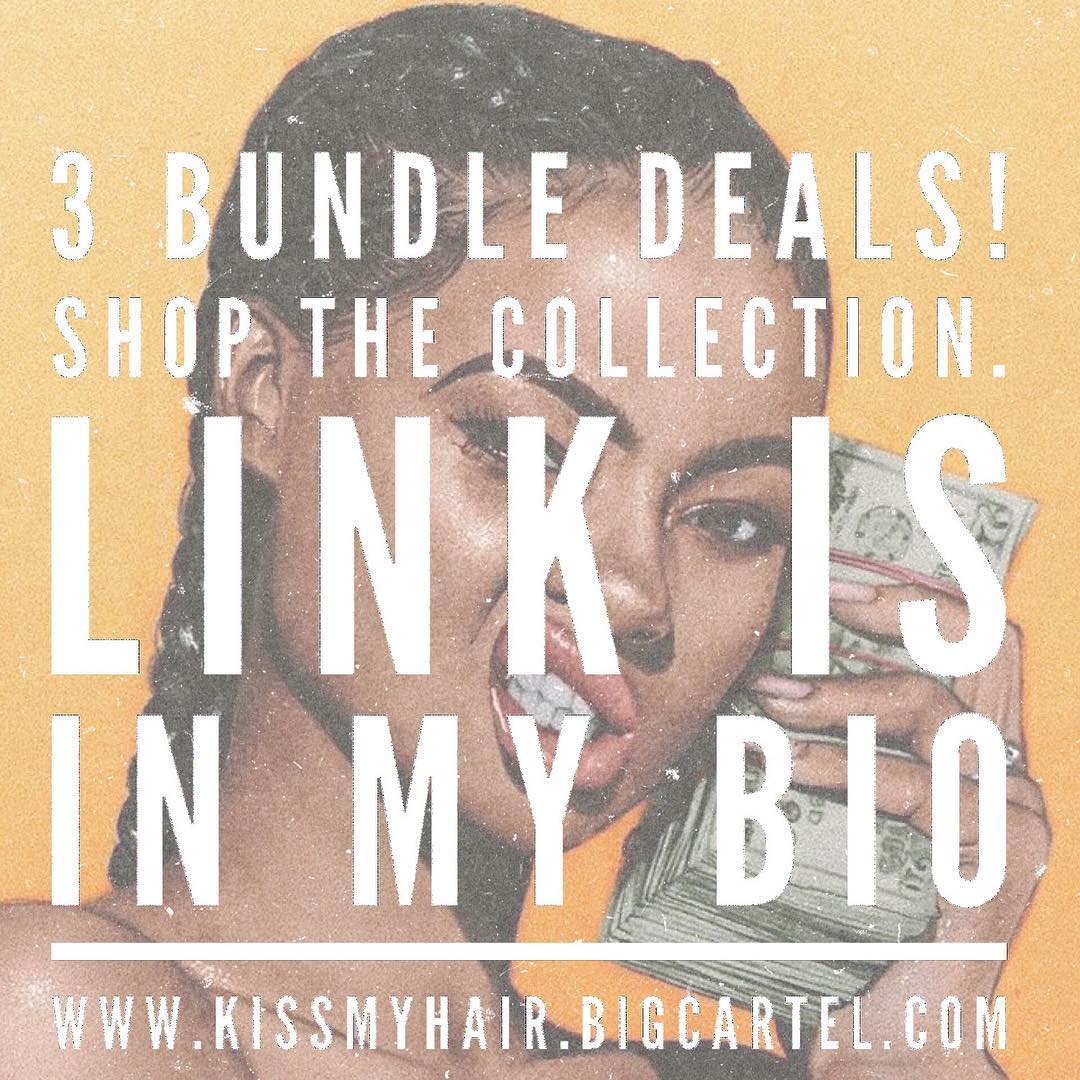 3 BUNDLE DEALS!
SHOP THE COLLECTION.
LINK IS
IN MY BIO
WWW.KISSMYHAIR.BIGCARTEL.COM